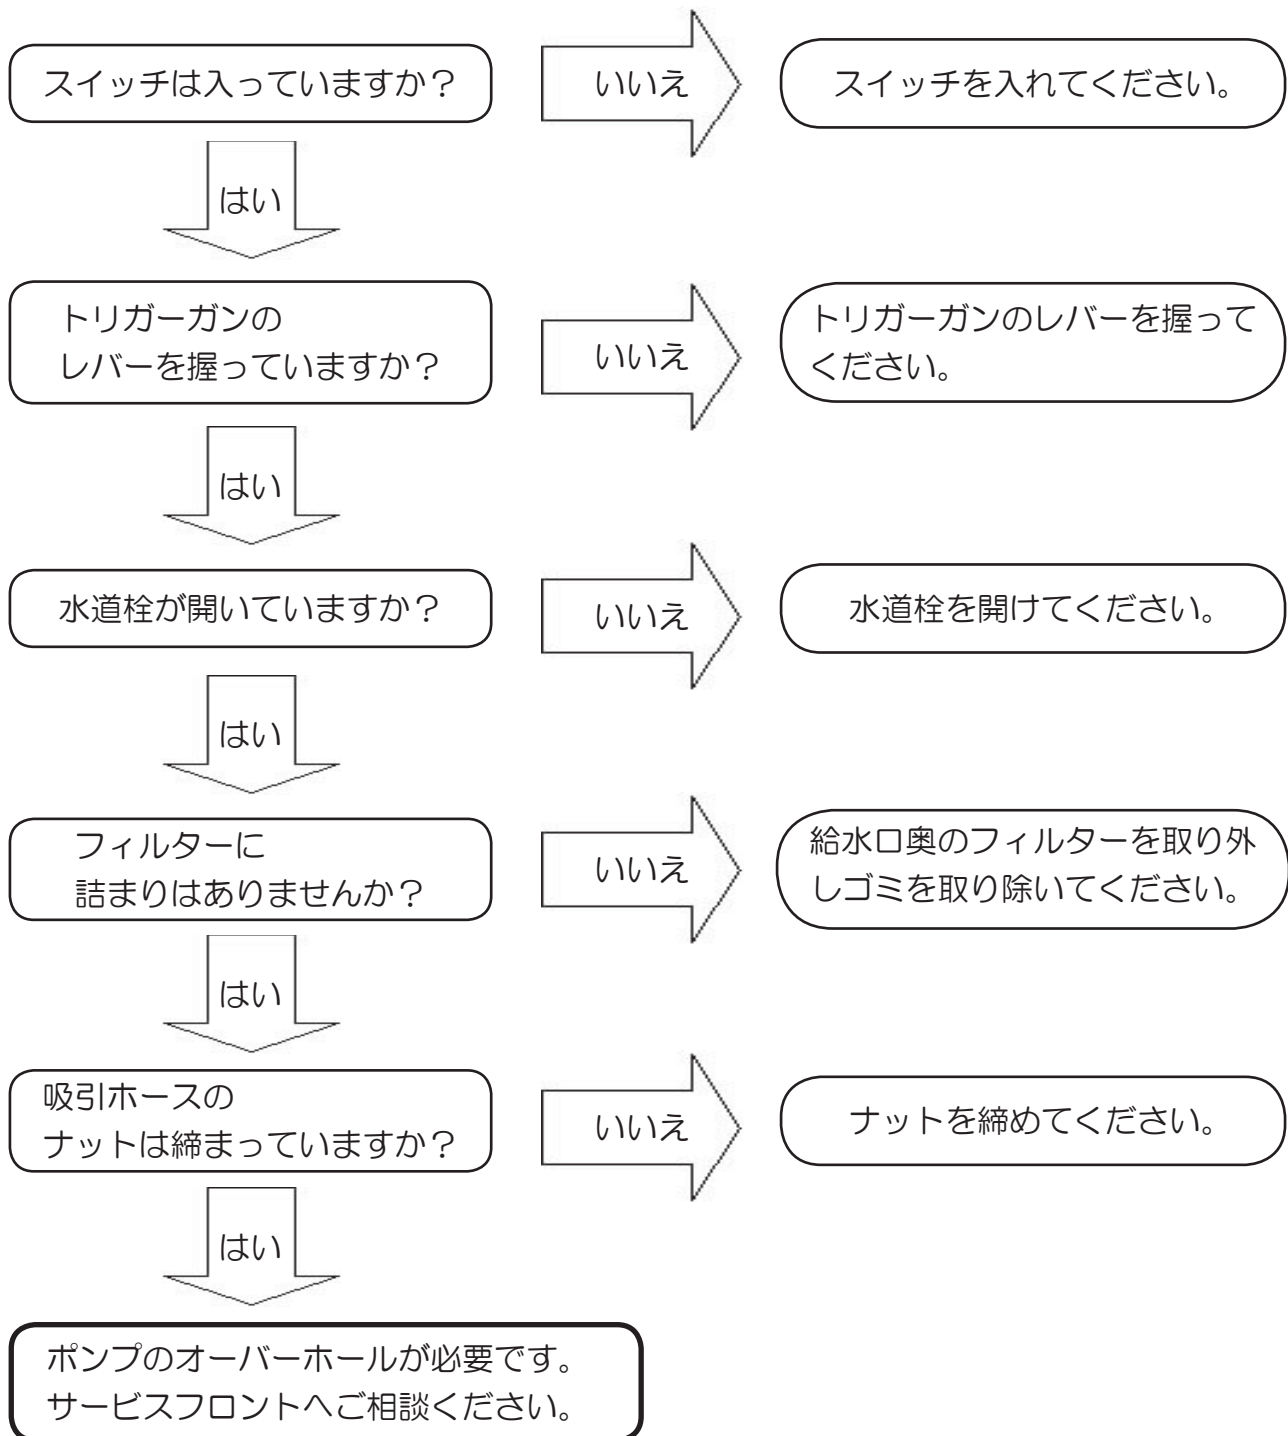 スイッチは入っていますか？
いいえ
スイッチを入れてください。
はい
トリガーガンの
レバーを握っていますか？
いいえ
トリガーガンのレバーを握って
ください。
はい
水道栓が開いていますか？
いいえ
水道栓を開けてください。
はい
フィルターに
詰まりはありませんか？
いいえ
給水口奥のフィルターを取り外
しゴミを取り除いてください。
はい
吸引ホースの
ナットは締まっていますか？
いいえ
ナットを締めてください。
はい
ポンプのオーバーホールが必要です。
サービスフロントへご相談ください。